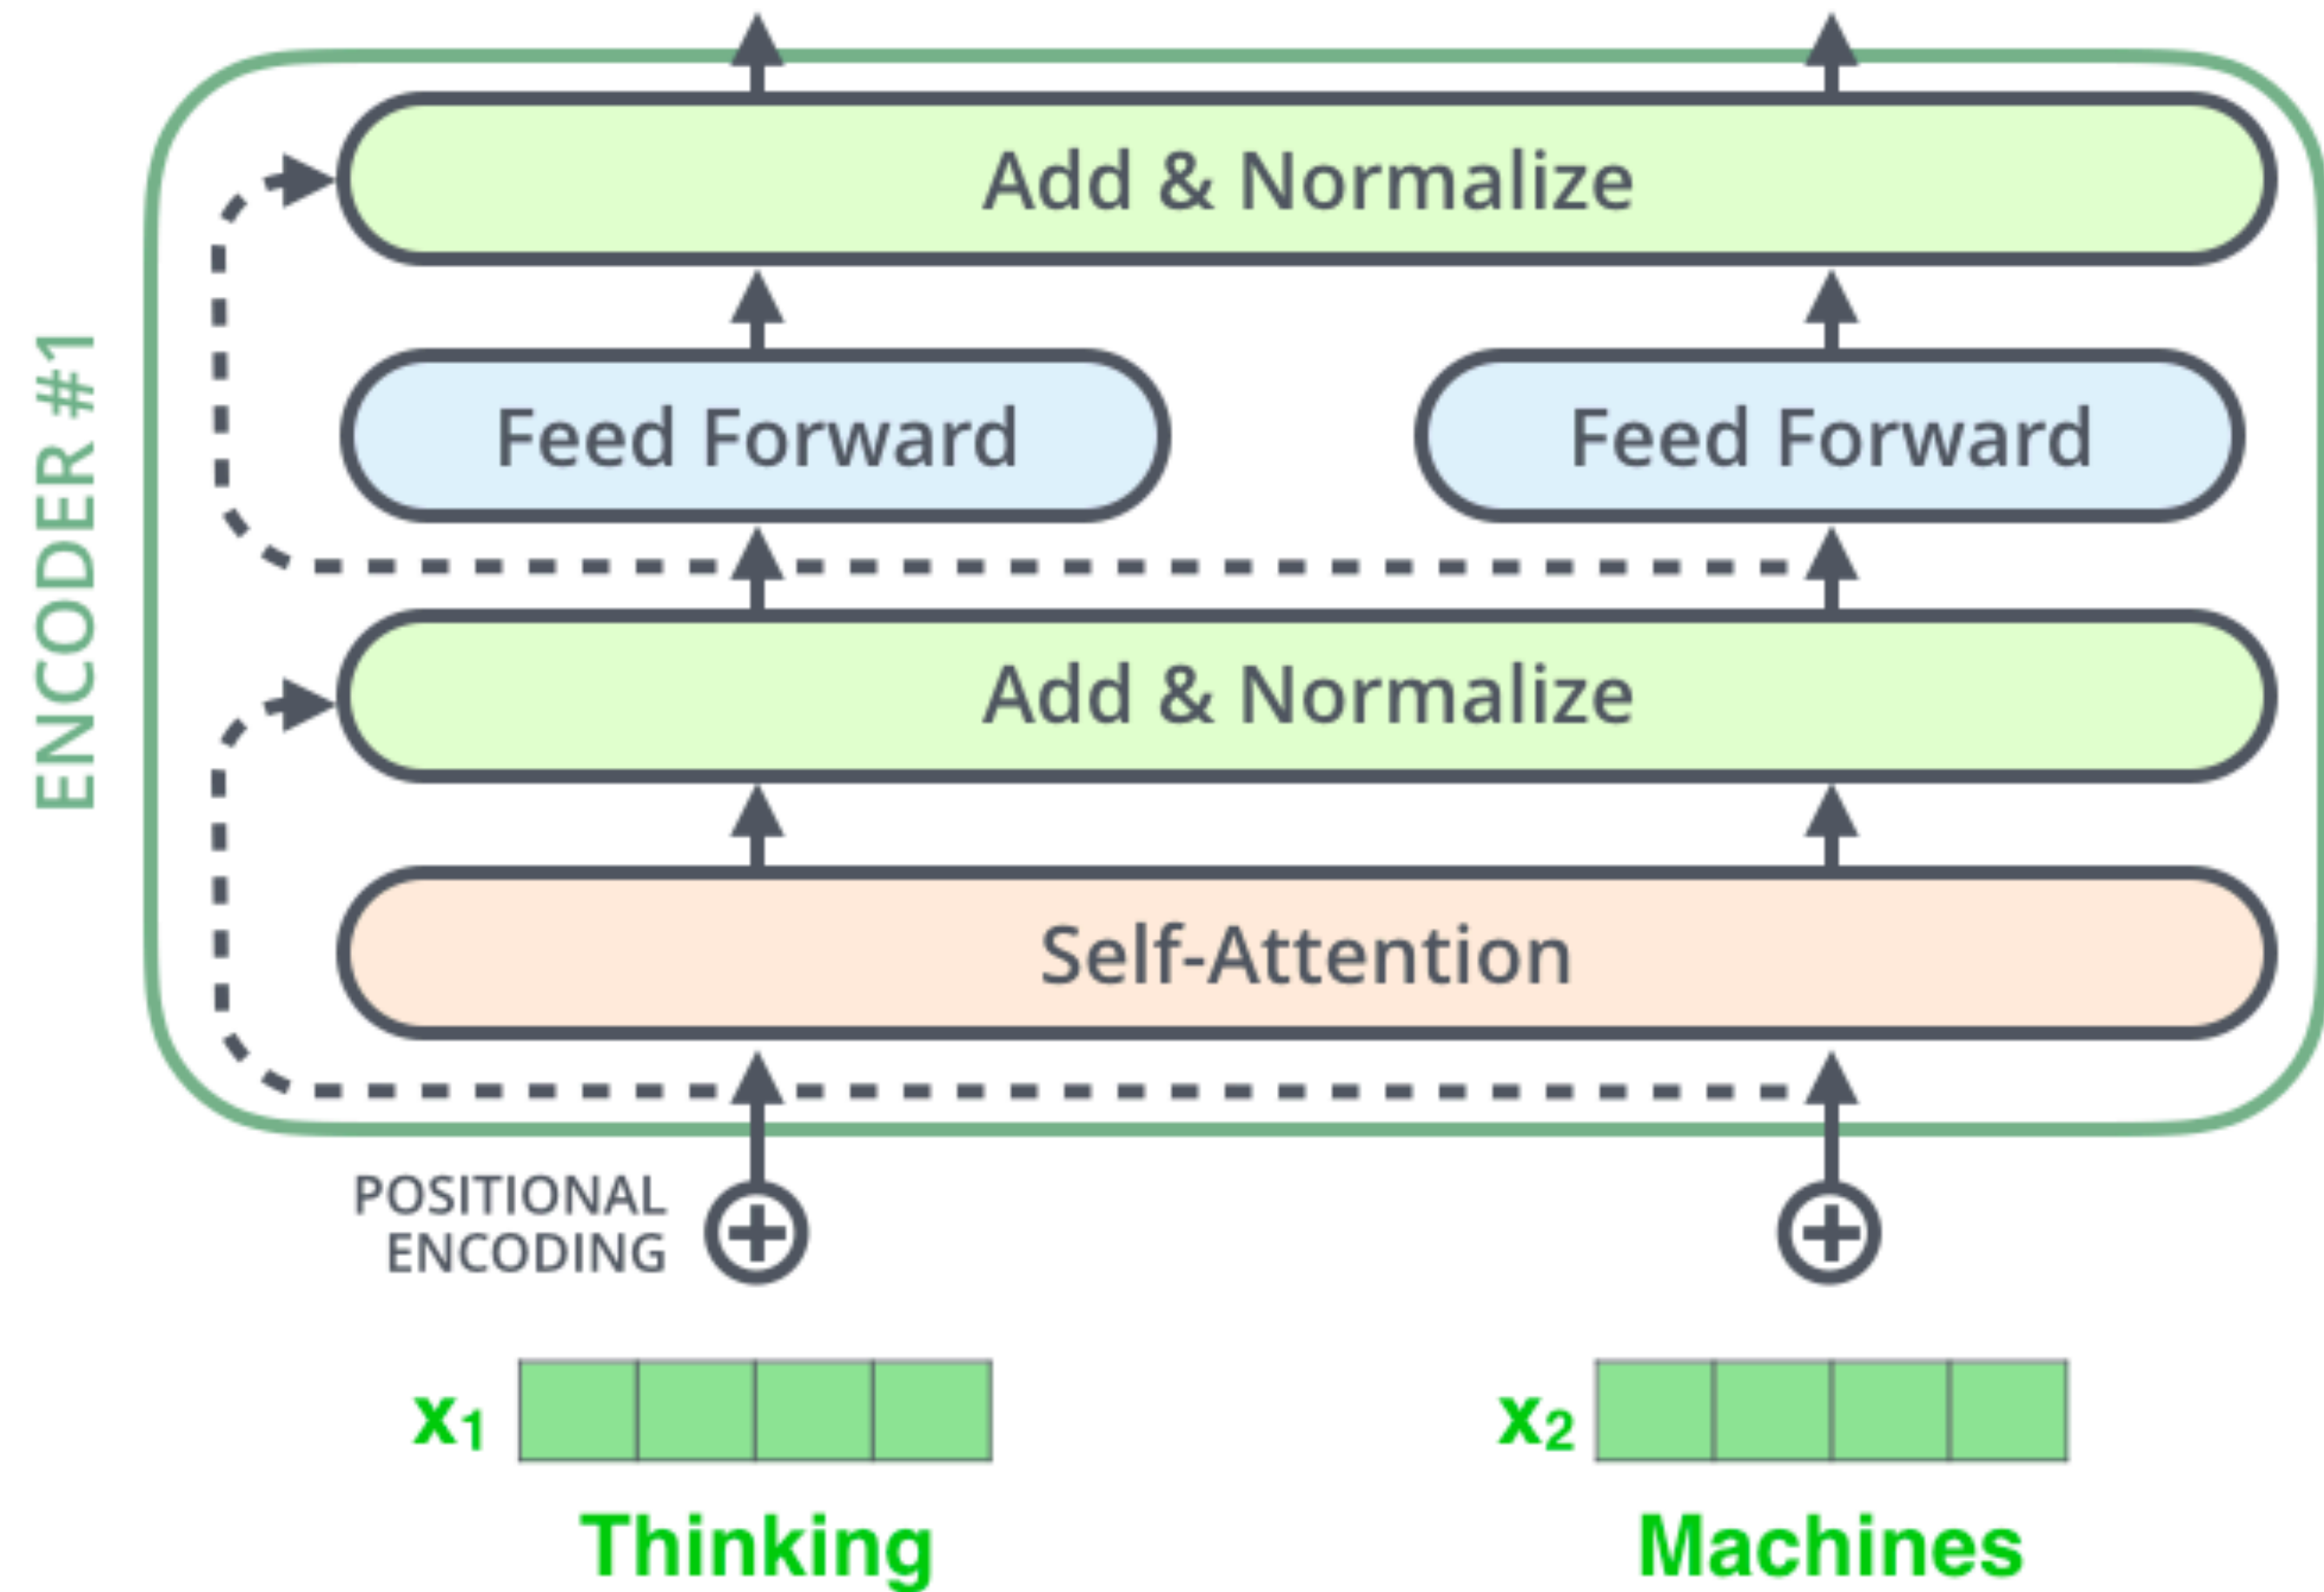 ENCODER #1
Add & Normalize
Feed Forward
Feed Forward
Add & Normalize
Self-Attention
POSITIONAL
ENCODING
x₁
x₂
Thinking
Machines